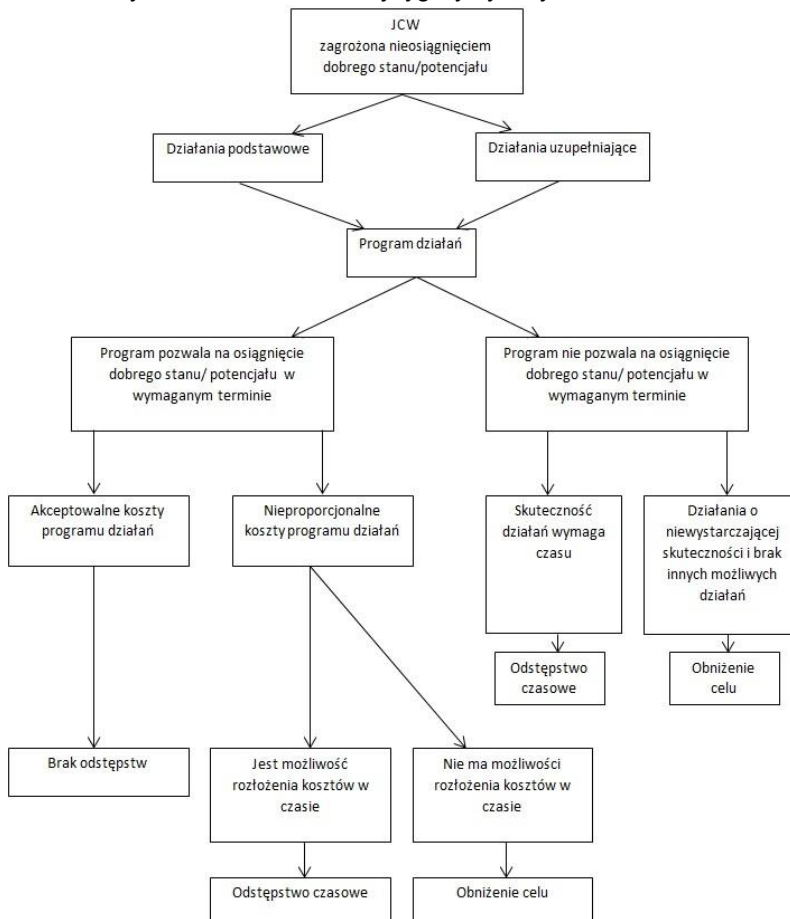 JCW
zagrożona nieosiągnięciem
dobrego stanu/potencjału
Działania podstawowe
Działania uzupełniające
Program działań
Program pozwala na osiągnięcie
dobrego stanu/ potencjału w
wymaganym terminie
Program nie pozwala na osiągnięcie
dobrego stanu/ potencjału w
wymaganym terminie
Akceptowalne koszty
programu działań
Nieproporcjonalne
koszty programu działań
Skuteczność
działań wymaga
czasu
Działania o
niewystarczającej
skuteczności i brak
innych możliwych
działań
Odstępstwo
czasowe
Obniżenie
celu
Brak odstępstw
Jest możliwość
rozłożenia kosztów w
czasie
Nie ma możliwości
rozłożenia kosztów w
czasie
Odstępstwo czasowe
Obniżenie celu